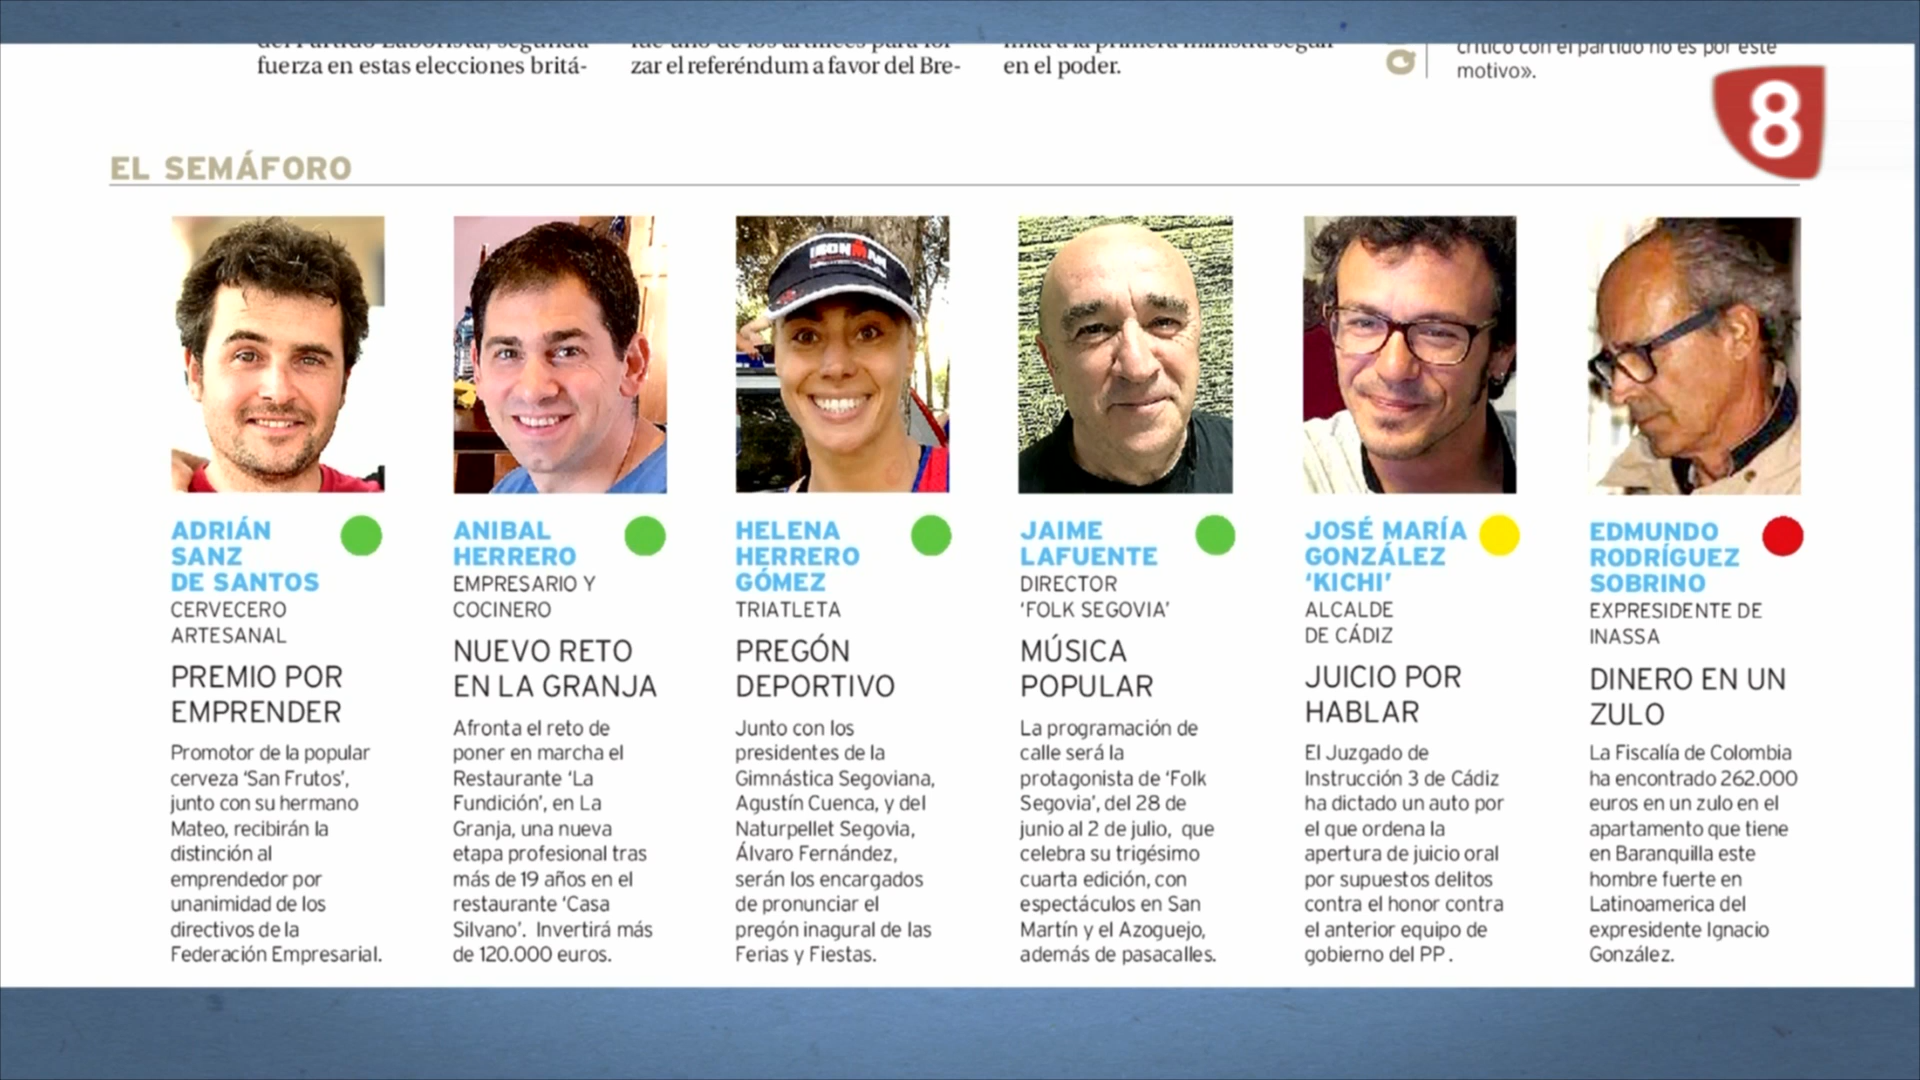 fuerza en estas elecciones britá-
zar el referéndum a favor del Bre-
en el poder.
crítico con el partido no es por este
motivo».
8
EL SEMÁFORO
IRONMAN
ADRIÁN
SANZ
DE SANTOS
CERVECERO
ARTESANAL
PREMIO POR
EMPRENDER
Promotor de la popular
cerveza ‘San Frutos’,
junto con su hermano
Mateo, recibirán la
distinción al
emprendedor por
unanimidad de los
directivos de la
Federación Empresarial.
ANIBAL
HERRERO
EMPRESARIO Y
COCINERO
NUEVO RETO
EN LA GRANJA
Afronta el reto de
poner en marcha el
Restaurante ‘La
Fundición’, en La
Granja, una nueva
etapa profesional tras
más de 19 años en el
restaurante ‘Casa
Silvano’. Invertirá más
de 120.000 euros.
HELENA
HERRERO
GÓMEZ
TRIATLETA
PREGÓN
DEPORTIVO
Junto con los
presidentes de la
Gimnástica Segoviana,
Agustín Cuenca, y del
Naturpellet Segovia,
Álvaro Fernández,
serán los encargados
de pronunciar el
pregón inagural de las
Ferias y Fiestas.
JAIME
LAFUENTE
DIRECTOR
‘FOLK SEGOVIA’
MÚSICA
POPULAR
La programación de
calle será la
protagonista de ‘Folk
Segovia’, del 28 de
junio al 2 de julio, que
celebra su trigésimo
cuarta edición, con
espectáculos en San
Martín y el Azoguejo,
además de pasacalles.
JOSÉ MARÍA
GONZÁLEZ
‘KICHI’
ALCALDE
DE CÁDIZ
JUICIO POR
HABLAR
El Juzgado de
Instrucción 3 de Cádiz
ha dictado un auto por
el que ordena la
apertura de juicio oral
por supuestos delitos
contra el honor contra
el anterior equipo de
gobierno del PP.
EDMUNDO
RODRÍGUEZ
SOBRINO
EXPRESIDENTE DE
INASSA
DINERO EN UN
ZULO
La Fiscalía de Colombia
ha encontrado 262.000
euros en un zulo en el
apartamento que tiene
en Baranquilla este
hombre fuerte en
Latinoamerica del
expresidente Ignacio
González.